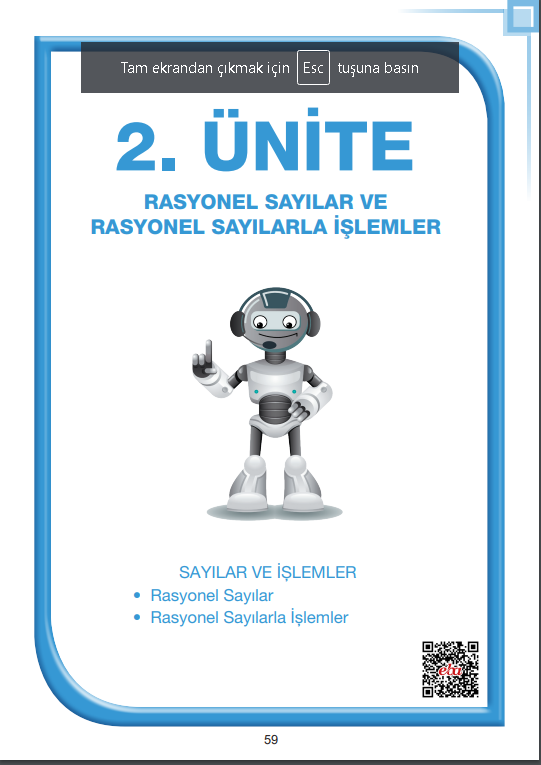 Tam ekrandan çıkmak için Esc tuşuna basın
2. ÜNİTE
RASYONEL SAYILAR VE
RASYONEL SAYILARLA İŞLEMLER
SAYILAR VE İŞLEMLER
• Rasyonel Sayılar
• Rasyonel Sayılarla İşlemler
eba
59